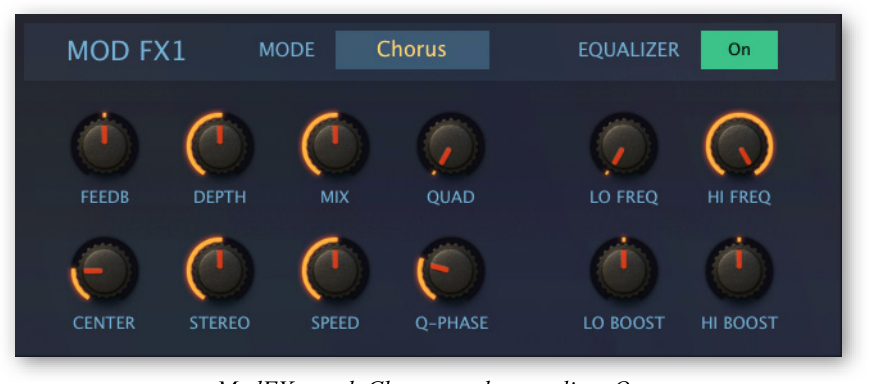 MOD FX1 MODE Chorus EQUALIZER On
FEEDB DEPTH MIX QUAD LO FREQ HI FREQ
CENTER STEREO SPEED Q-PHASE LO BOOST HI BOOST